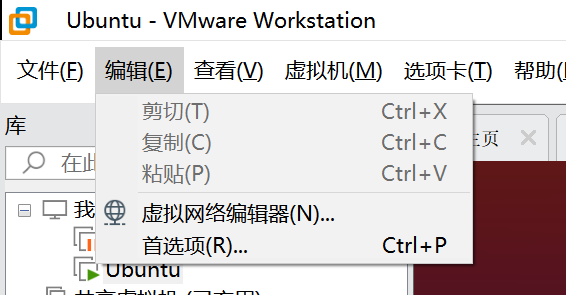 Ubuntu - VMware Workstation
文件(F) 编辑(E) 查看(V) 虚拟机(M) 选项卡(T) 帮助(
库
剪切(T) Ctrl+X
主页
复制(C) Ctrl+C
在此
粘贴(P) Ctrl+V
我
虚拟网络编辑器(N)...
首选项(R)... Ctrl+P
Ubuntu